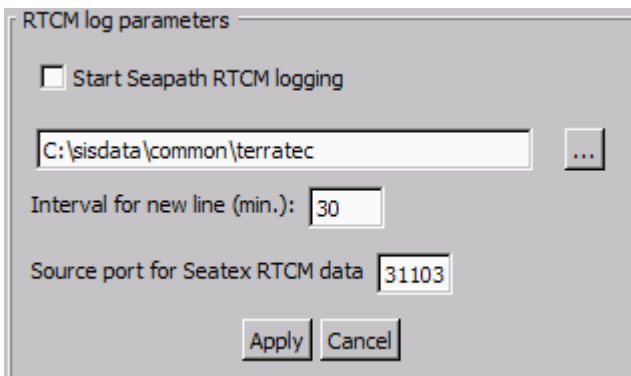 RTCM log parameters
Start Seapath RTCM logging
C:\sisdata\common\terratec ...
Interval for new line (min.): 30
Source port for Seatex RTCM data 31103
Apply Cancel